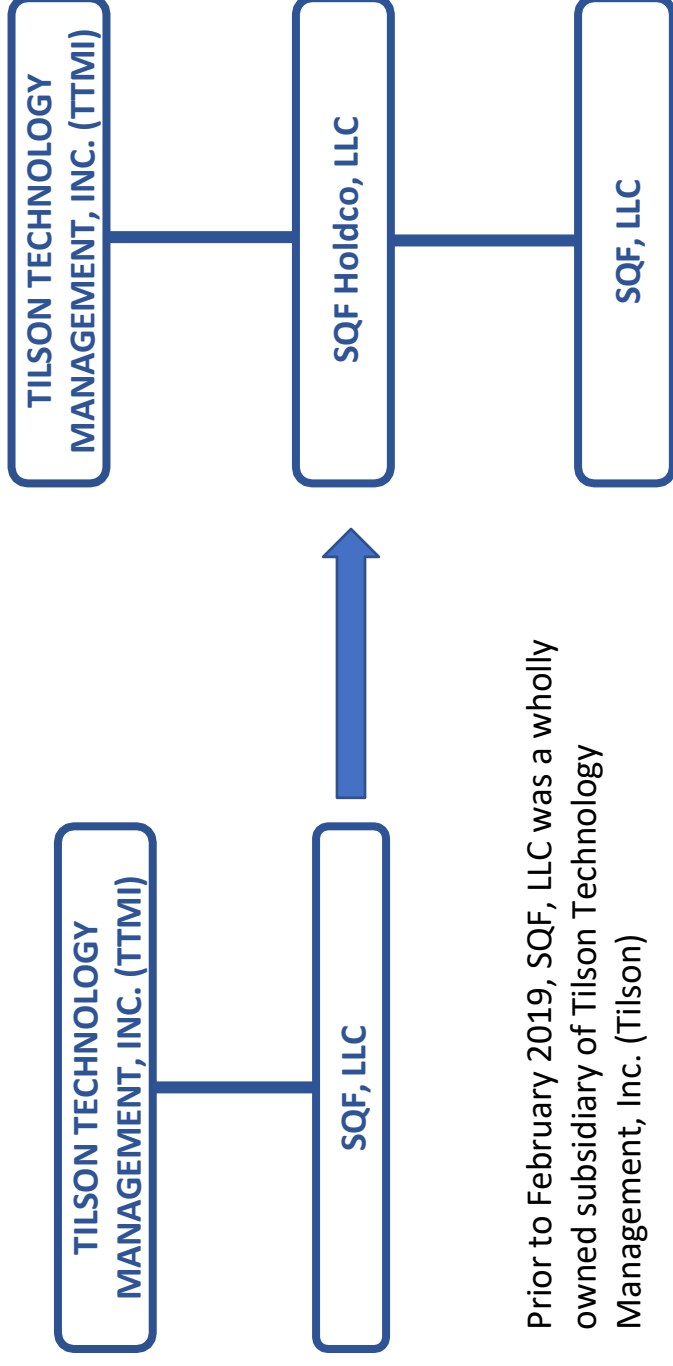 TILSON TECHNOLOGY
MANAGEMENT, INC. (TTMI)
SQF, LLC
Prior to February 2019, SQF, LLC was a wholly
owned subsidiary of Tilson Technology
Management, Inc. (Tilson)
TILSON TECHNOLOGY
MANAGEMENT, INC. (TTMI)
SQF Holdco, LLC
SQF, LLC